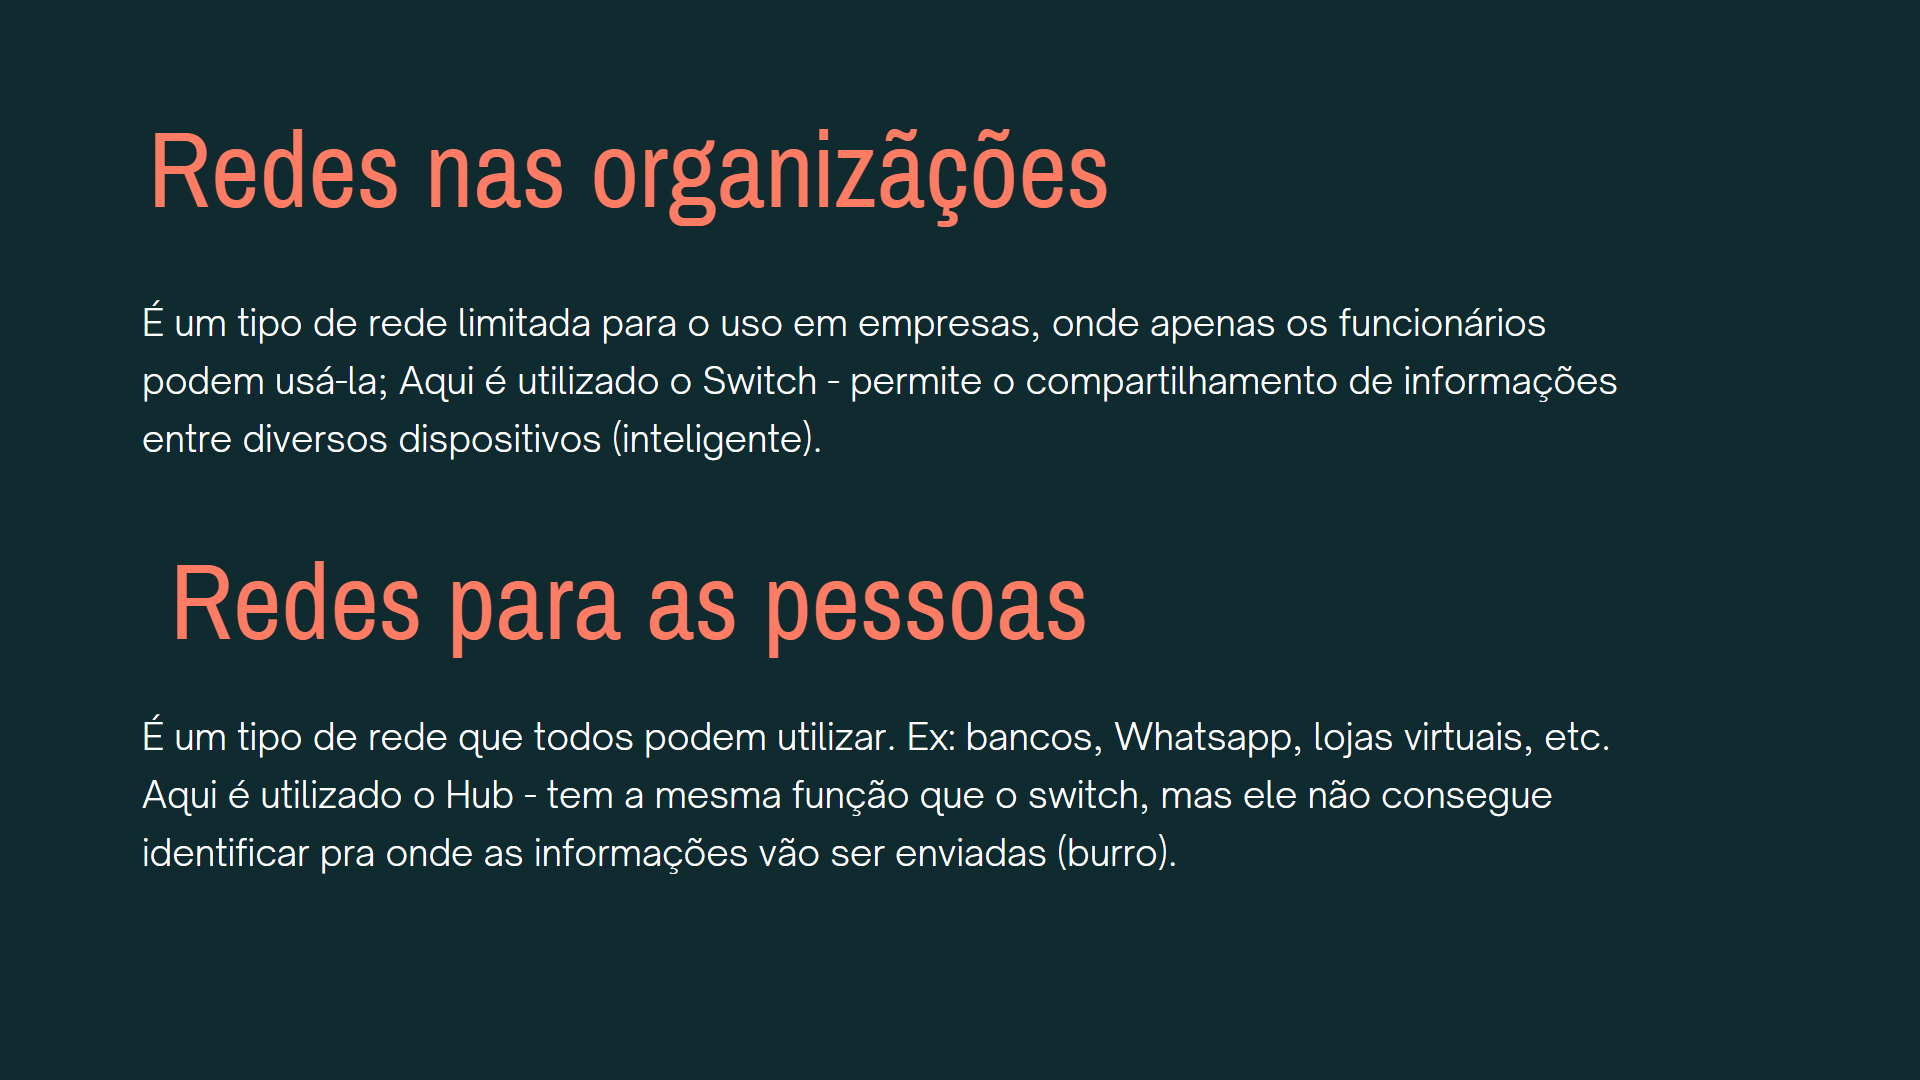 Redes nas organizãções
É um tipo de rede limitada para o uso em empresas, onde apenas os funcionários
podem usá-la; Aqui é utilizado o Switch - permite o compartilhamento de informações
entre diversos dispositivos (inteligente).
Redes para as pessoas
É um tipo de rede que todos podem utilizar. Ex: bancos, Whatsapp, lojas virtuais, etc.
Aqui é utilizado o Hub - tem a mesma função que o switch, mas ele não consegue
identificar pra onde as informações vão ser enviadas (burro).